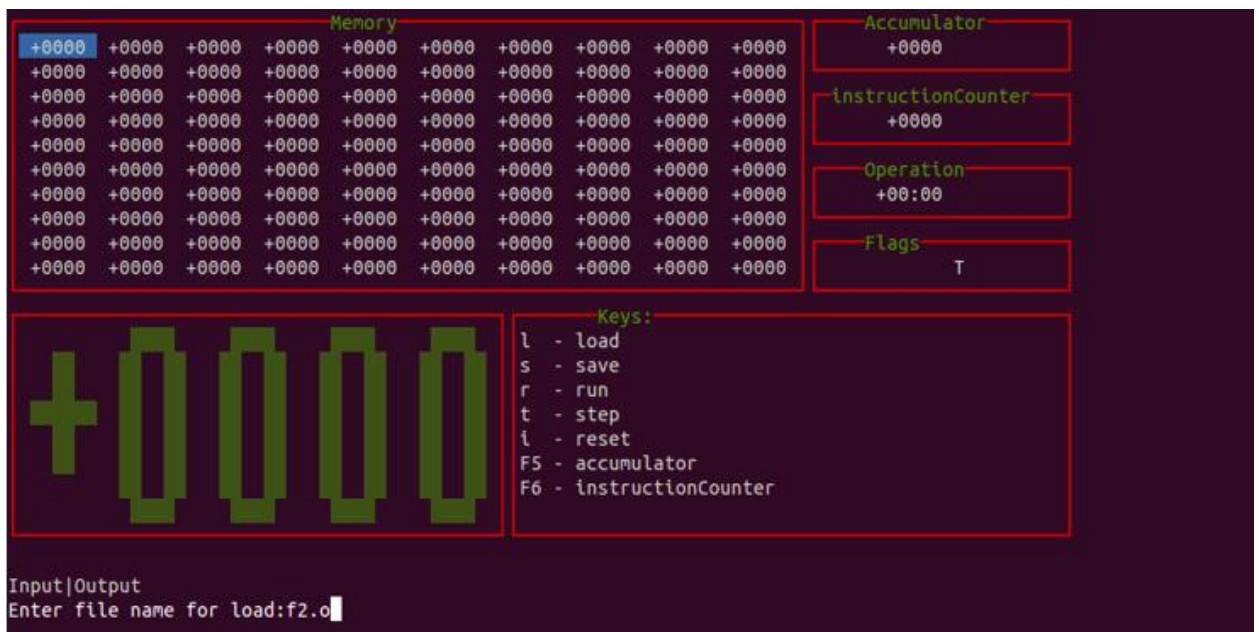 Memory
+0000 +0000 +0000 +0000 +0000 +0000 +0000 +0000 +0000 +0000
+0000 +0000 +0000 +0000 +0000 +0000 +0000 +0000 +0000 +0000
+0000 +0000 +0000 +0000 +0000 +0000 +0000 +0000 +0000 +0000
+0000 +0000 +0000 +0000 +0000 +0000 +0000 +0000 +0000 +0000
+0000 +0000 +0000 +0000 +0000 +0000 +0000 +0000 +0000 +0000
+0000 +0000 +0000 +0000 +0000 +0000 +0000 +0000 +0000 +0000
+0000 +0000 +0000 +0000 +0000 +0000 +0000 +0000 +0000 +0000
+0000 +0000 +0000 +0000 +0000 +0000 +0000 +0000 +0000 +0000
+0000 +0000 +0000 +0000 +0000 +0000 +0000 +0000 +0000 +0000
+0000 +0000 +0000 +0000 +0000 +0000 +0000 +0000 +0000 +0000
Accumulator
+0000
instructionCounter
+0000
Operation
+00:00
Flags
T
+0000
Keys:
l - load
s - save
r - run
t - step
i - reset
F5 - accumulator
F6 - instructionCounter
Input|Output
Enter file name for load:f2.o